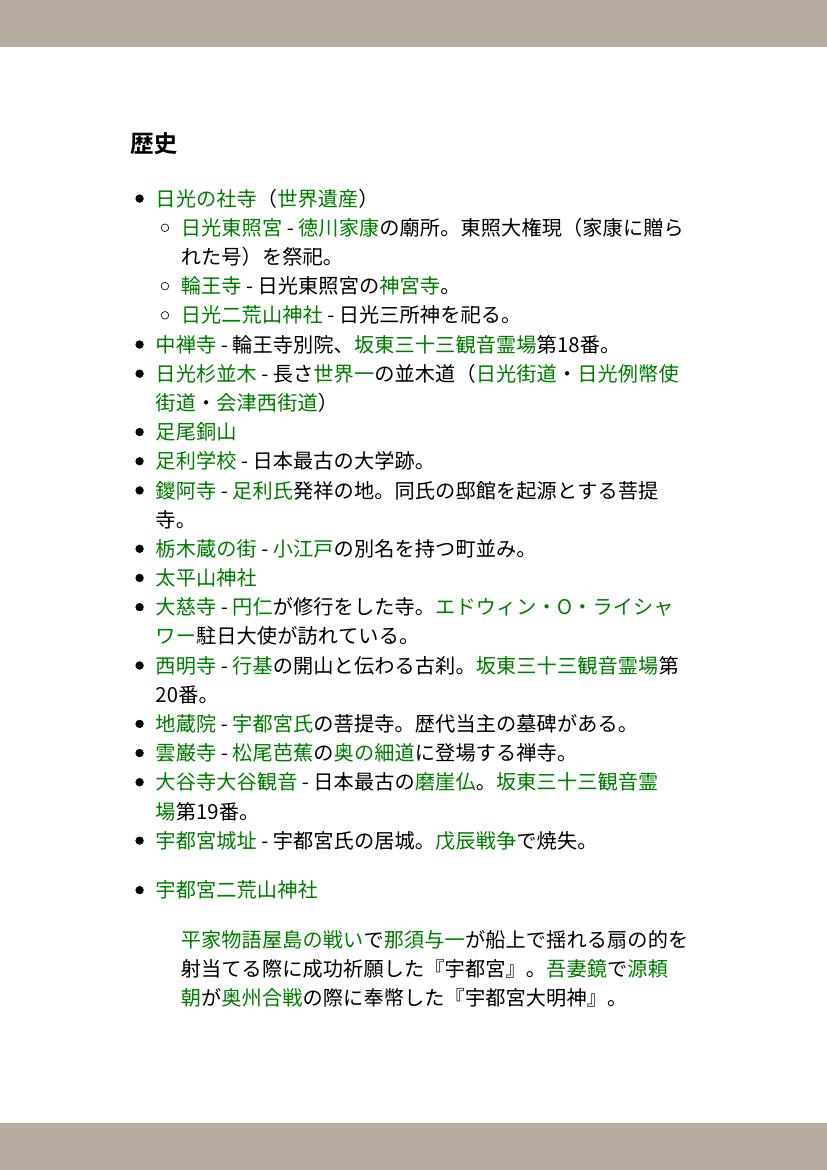 歴史
日光の社寺（世界遺産）
日光東照宮 - 徳川家康の廟所。東照大権現（家康に贈ら
れた号）を祭祀。
輪王寺 - 日光東照宮の神宮寺。
日光二荒山神社 - 日光三所神を祀る。
中禅寺 - 輪王寺別院、坂東三十三観音霊場第18番。
日光杉並木 - 長さ世界一の並木道（日光街道・日光例幣使
街道・会津西街道）
足尾銅山
足利学校 - 日本最古の大学跡。
鑁阿寺 - 足利氏発祥の地。同氏の邸館を起源とする菩提
寺。
栃木蔵の街 - 小江戸の別名を持つ町並み。
太平山神社
大慈寺 - 円仁が修行をした寺。エドウィン・O・ライシャ
ワー駐日大使が訪れている。
西明寺 - 行基の開山と伝わる古刹。坂東三十三観音霊場第
20番。
地蔵院 - 宇都宮氏の菩提寺。歴代当主の墓碑がある。
雲巌寺 - 松尾芭蕉の奥の細道に登場する禅寺。
大谷寺大谷観音 - 日本最古の磨崖仏。坂東三十三観音霊
場第19番。
宇都宮城址 - 宇都宮氏の居城。戊辰戦争で焼失。
宇都宮二荒山神社
平家物語屋島の戦いで那須与一が船上で揺れる扇の的を
射当てる際に成功祈願した『宇都宮』。吾妻鏡で源頼
朝が奥州合戦の際に奉幣した『宇都宮大明神』。